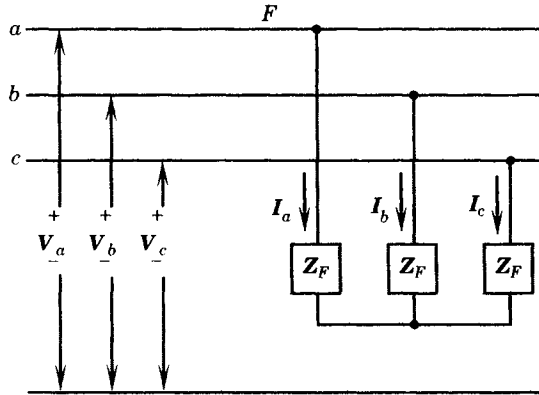 a F
b
c
I_a I_b I_c
+ + +
V_a V_b V_c
- - -
Z_F Z_F Z_F